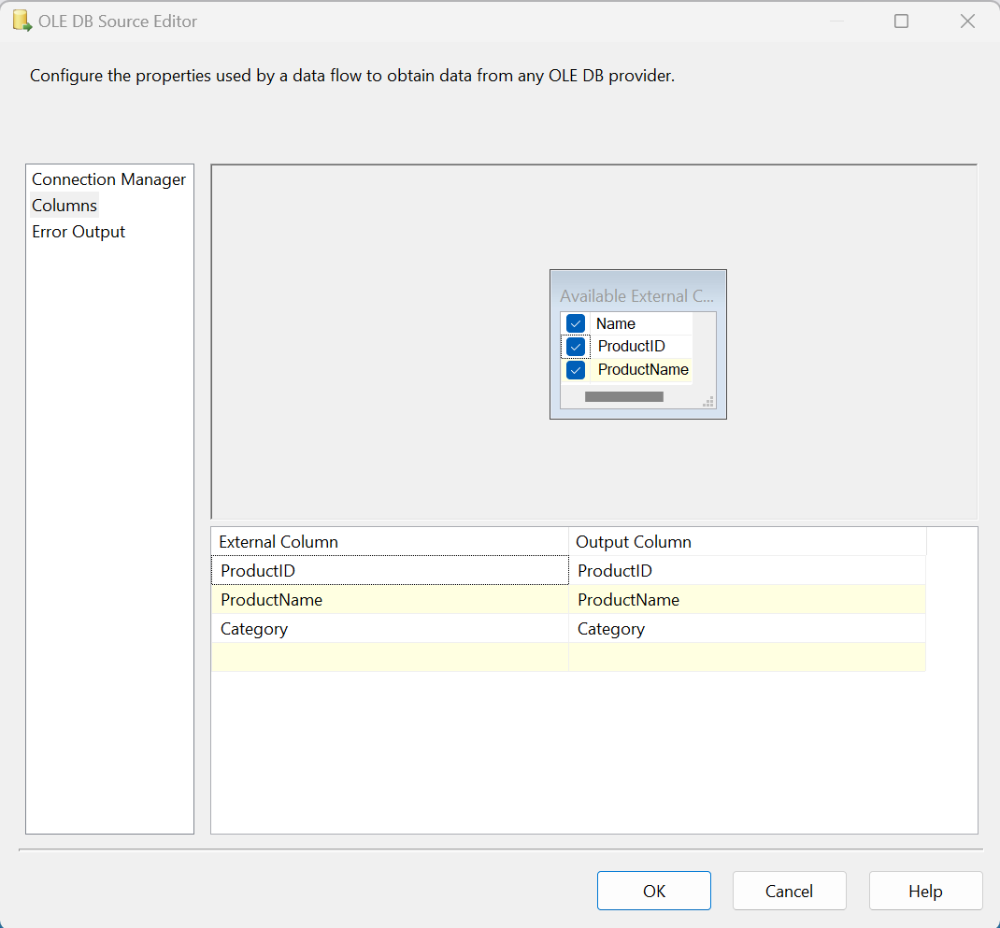 OLE DB Source Editor
Configure the properties used by a data flow to obtain data from any OLE DB provider.
Connection Manager
Columns
Error Output
Available External C...
Name
ProductID
ProductName
External Column Output Column
ProductID ProductID
ProductName ProductName
Category Category
OK Cancel Help